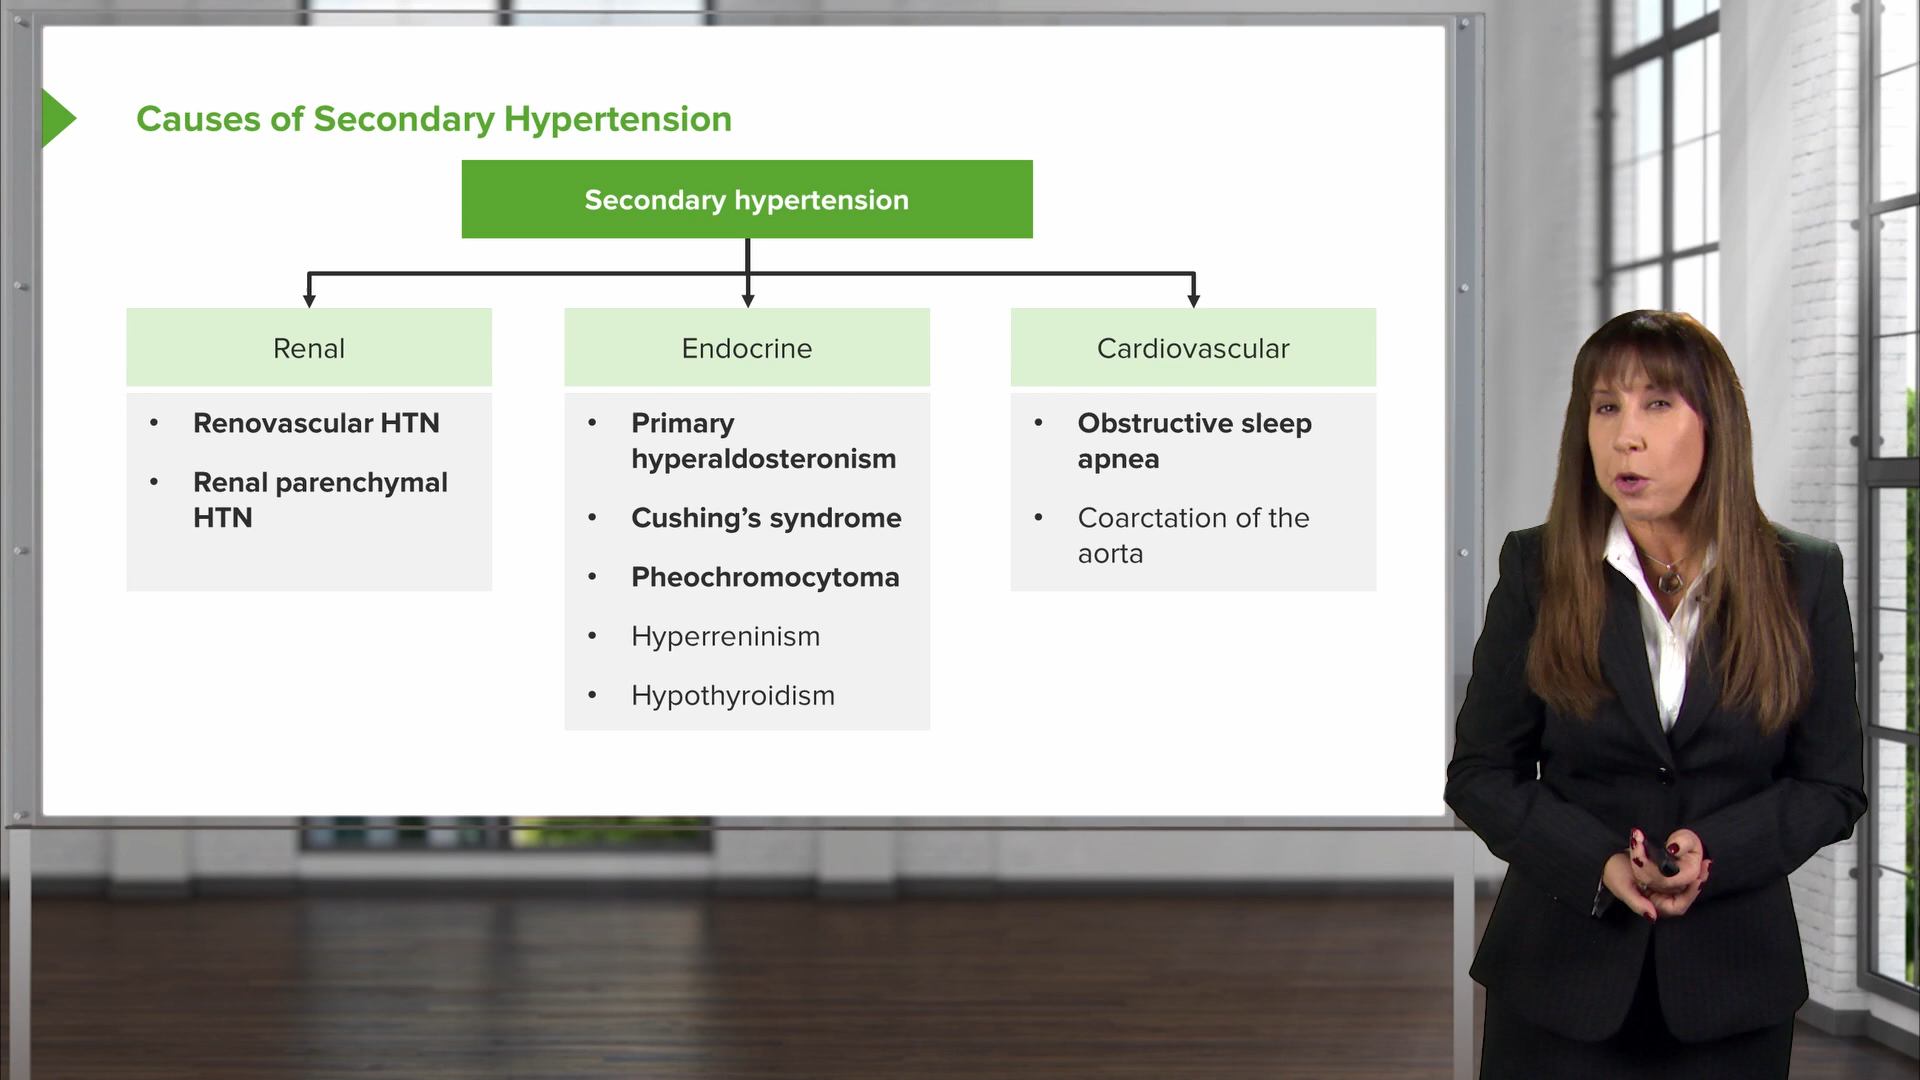 Causes of Secondary Hypertension
Secondary hypertension
Renal
• Renovascular HTN
• Renal parenchymal
HTN
Endocrine
• Primary
hyperaldosteronism
• Cushing’s syndrome
• Pheochromocytoma
• Hyperreninism
• Hypothyroidism
Cardiovascular
• Obstructive sleep
apnea
• Coarctation of the
aorta